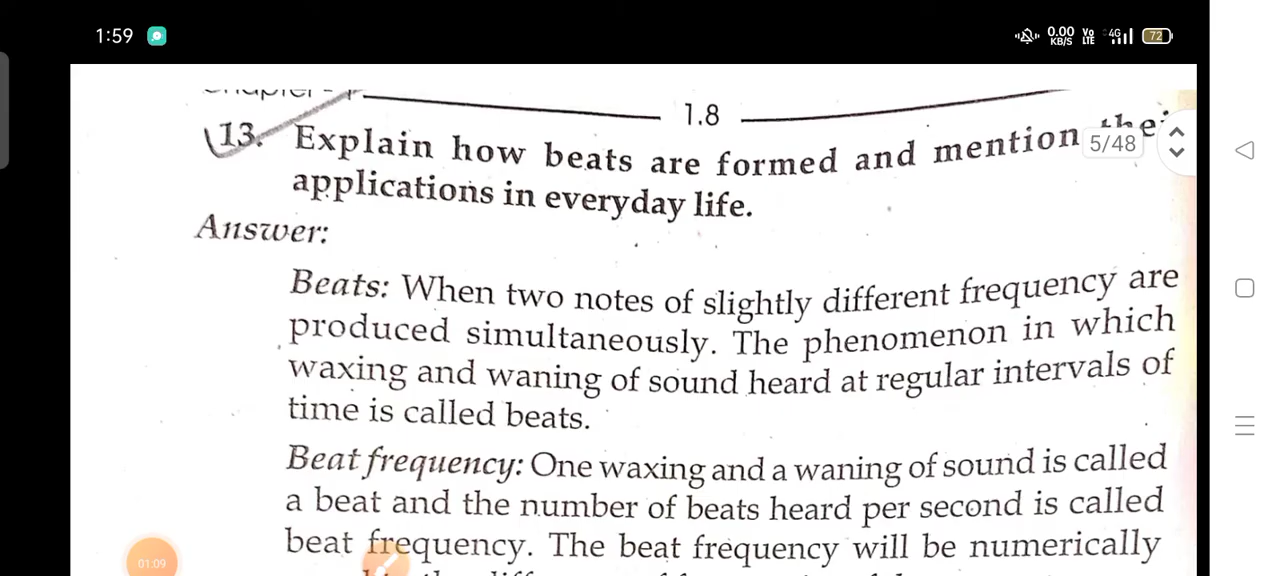 1:59
0.00 KB/S Vo LTE 4G 72
1.8
13. Explain how beats are formed and mention
5/48
applications in everyday life.
Answer:
Beats: When two notes of slightly different frequency are
produced simultaneously. The phenomenon in which
waxing and waning of sound heard at regular intervals of
time is called beats.
Beat frequency: One waxing and a waning of sound is called
a beat and the number of beats heard per second is called
beat frequency. The beat frequency will be numerically
01:09